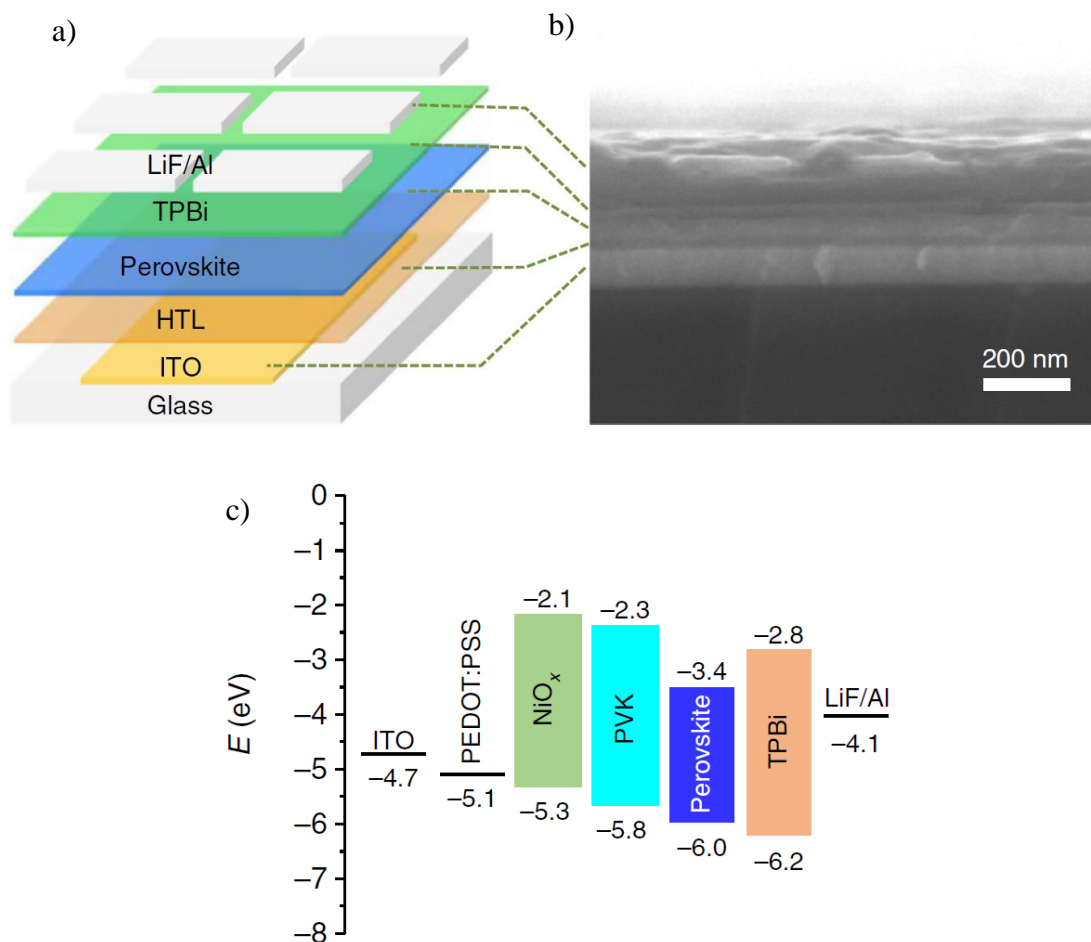 a)
LiF/Al
TPBi
Perovskite
HTL
ITO
Glass
b)
200 nm
c)
E (eV)
0
–1
–2
–3
–4
–5
–6
–7
–8
ITO
–4.7
PEDOT:PSS
–5.1
–2.1
NiOₓ
–5.3
–2.3
PVK
–5.8
–3.4
Perovskite
–6.0
–2.8
TPBi
–6.2
LiF/Al
–4.1